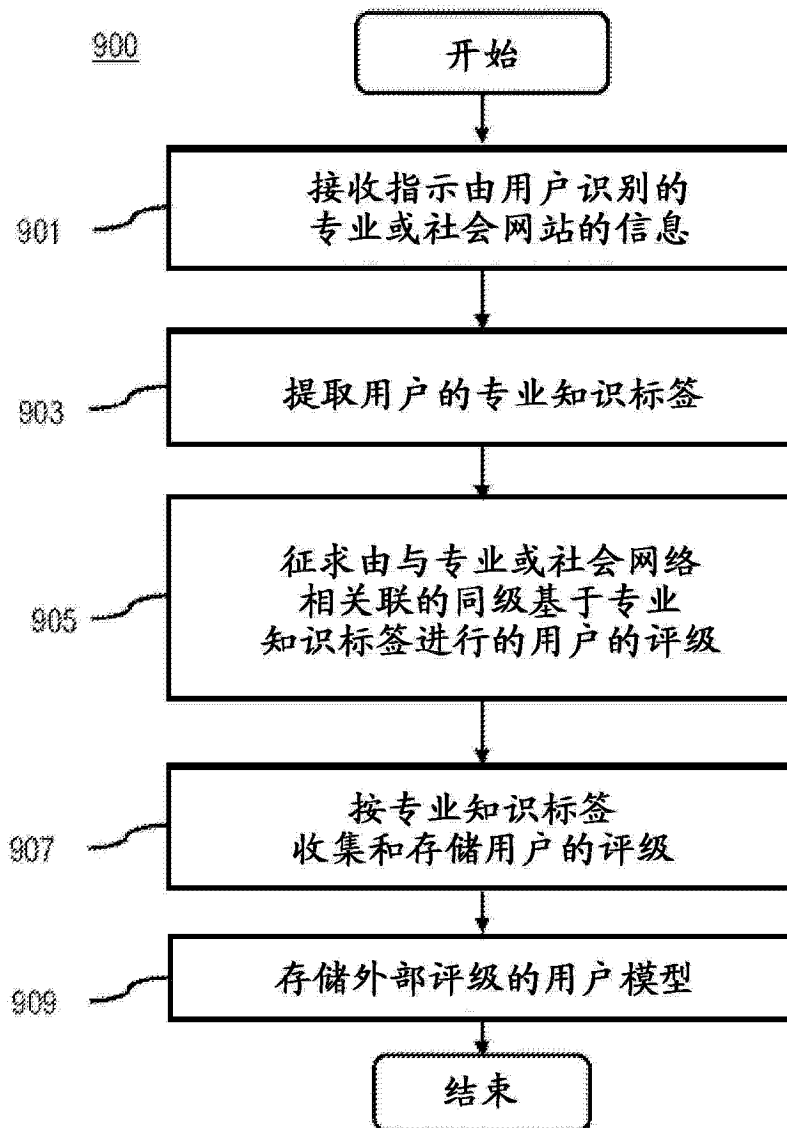 900
开始
901
接收指示由用户识别的
专业或社会网站的信息
903
提取用户的专业知识标签
905
征求由与专业或社会网络
相关联的同级基于专业
知识标签进行的用户的评级
907
按专业知识标签
收集和存储用户的评级
909
存储外部评级的用户模型
结束